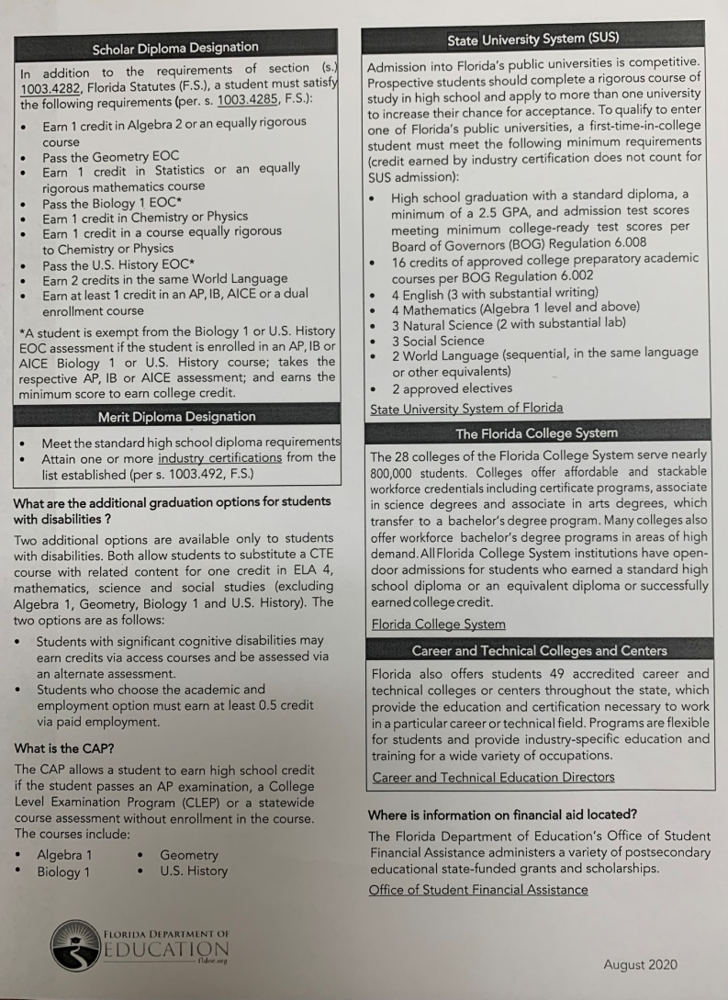 Scholar Diploma Designation
In addition to the requirements of section (s.)
1003.4282, Florida Statutes (F.S.), a student must satisfy
the following requirements (per. s. 1003.4285, F.S.):
• Earn 1 credit in Algebra 2 or an equally rigorous
course
• Pass the Geometry EOC
• Earn 1 credit in Statistics or an equally
rigorous mathematics course
• Pass the Biology 1 EOC*
• Earn 1 credit in Chemistry or Physics
• Earn 1 credit in a course equally rigorous
to Chemistry or Physics
• Pass the U.S. History EOC*
• Earn 2 credits in the same World Language
• Earn at least 1 credit in an AP, IB, AICE or a dual
enrollment course
*A student is exempt from the Biology 1 or U.S. History
EOC assessment if the student is enrolled in an AP, IB or
AICE Biology 1 or U.S. History course; takes the
respective AP, IB or AICE assessment; and earns the
minimum score to earn college credit.
Merit Diploma Designation
• Meet the standard high school diploma requirements
• Attain one or more industry certifications from the
list established (per s. 1003.492, F.S.)
What are the additional graduation options for students
with disabilities ?
Two additional options are available only to students
with disabilities. Both allow students to substitute a CTE
course with related content for one credit in ELA 4,
mathematics, science and social studies (excluding
Algebra 1, Geometry, Biology 1 and U.S. History). The
two options are as follows:
• Students with significant cognitive disabilities may
earn credits via access courses and be assessed via
an alternate assessment.
• Students who choose the academic and
employment option must earn at least 0.5 credit
via paid employment.
What is the CAP?
The CAP allows a student to earn high school credit
if the student passes an AP examination, a College
Level Examination Program (CLEP) or a statewide
course assessment without enrollment in the course.
The courses include:
• Algebra 1 • Geometry
• Biology 1 • U.S. History
FLORIDA DEPARTMENT OF
EDUCATION
fldoe.org
State University System (SUS)
Admission into Florida's public universities is competitive.
Prospective students should complete a rigorous course of
study in high school and apply to more than one university
to increase their chance for acceptance. To qualify to enter
one of Florida's public universities, a first-time-in-college
student must meet the following minimum requirements
(credit earned by industry certification does not count for
SUS admission):
• High school graduation with a standard diploma, a
minimum of a 2.5 GPA, and admission test scores
meeting minimum college-ready test scores per
Board of Governors (BOG) Regulation 6.008
• 16 credits of approved college preparatory academic
courses per BOG Regulation 6.002
• 4 English (3 with substantial writing)
• 4 Mathematics (Algebra 1 level and above)
• 3 Natural Science (2 with substantial lab)
• 3 Social Science
• 2 World Language (sequential, in the same language
or other equivalents)
• 2 approved electives
State University System of Florida
The Florida College System
The 28 colleges of the Florida College System serve nearly
800,000 students. Colleges offer affordable and stackable
workforce credentials including certificate programs, associate
in science degrees and associate in arts degrees, which
transfer to a bachelor's degree program. Many colleges also
offer workforce bachelor's degree programs in areas of high
demand. All Florida College System institutions have open-
door admissions for students who earned a standard high
school diploma or an equivalent diploma or successfully
earned college credit.
Florida College System
Career and Technical Colleges and Centers
Florida also offers students 49 accredited career and
technical colleges or centers throughout the state, which
provide the education and certification necessary to work
in a particular career or technical field. Programs are flexible
for students and provide industry-specific education and
training for a wide variety of occupations.
Career and Technical Education Directors
Where is information on financial aid located?
The Florida Department of Education's Office of Student
Financial Assistance administers a variety of postsecondary
educational state-funded grants and scholarships.
Office of Student Financial Assistance
August 2020